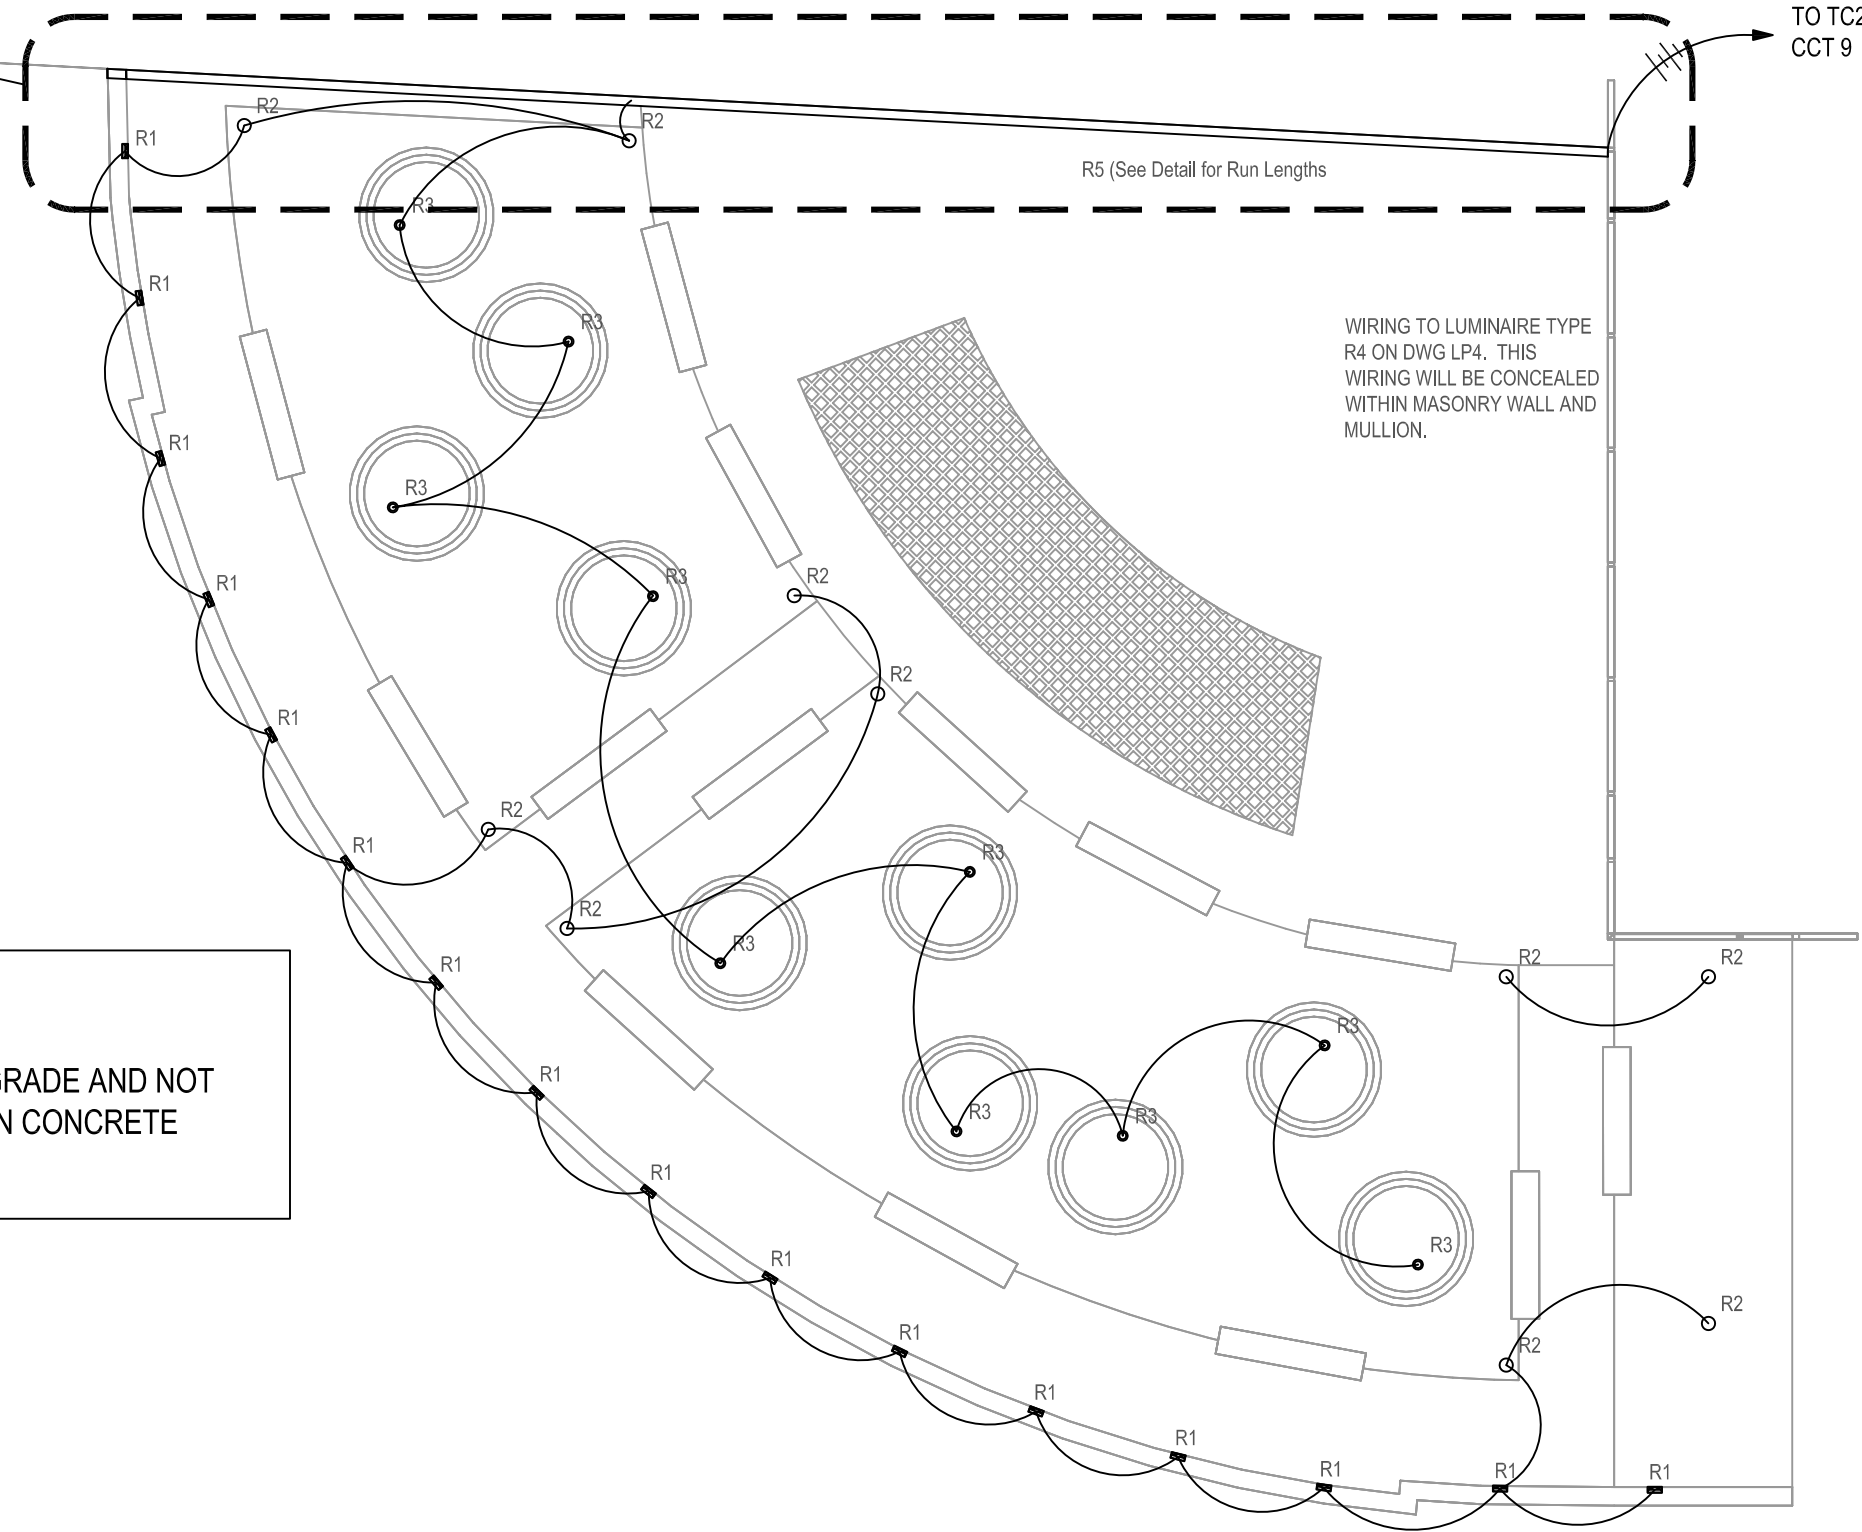 TO TC2
CCT 9
R2
R2
R1
R5 (See Detail for Run Lengths
R3
R1
R3
WIRING TO LUMINAIRE TYPE
R4 ON DWG LP4. THIS
WIRING WILL BE CONCEALED
WITHIN MASONRY WALL AND
MULLION.
R1
R3
R2
R3
R1
R2
R1
R2
R1
R3
R2
R3
R2
R2
R1
R3
GRADE AND NOT
R1
R3
R3
N CONCRETE
R1
R3
R1
R2
R1
R2
R1
R1
R1
R1
R1